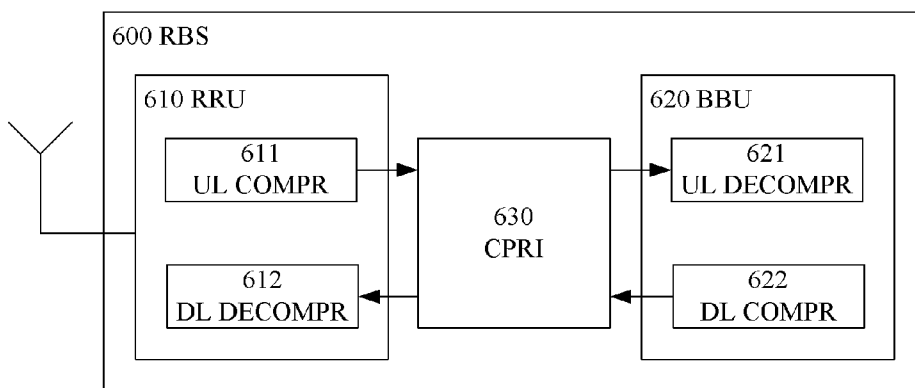 600 RBS
610 RRU
611
UL COMPR
612
DL DECOMPR
630
CPRI
620 BBU
621
UL DECOMPR
622
DL COMPR